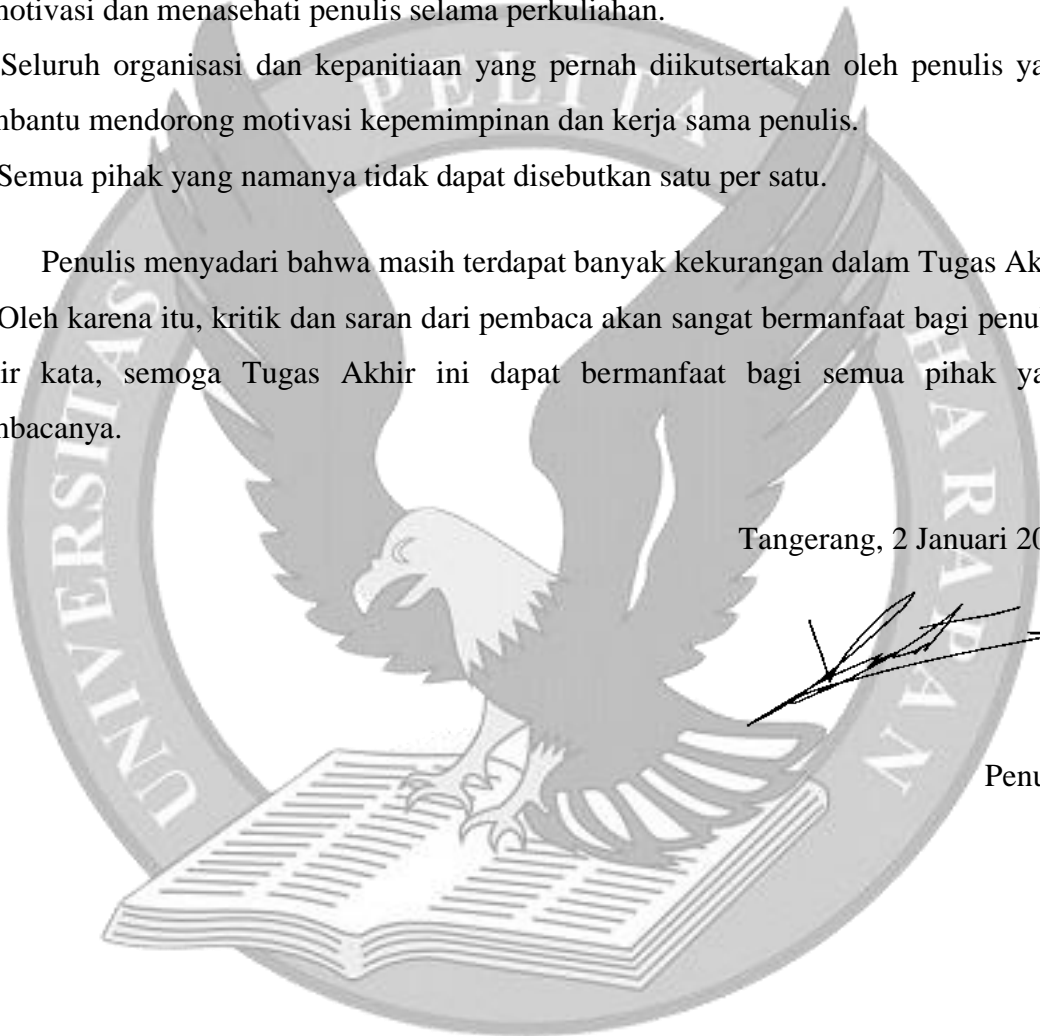 motivasi dan menasehati penulis selama perkuliahan.
Seluruh organisasi dan kepanitiaan yang pernah diikutsertakan oleh penulis ya
mbantu mendorong motivasi kepemimpinan dan kerja sama penulis.
Semua pihak yang namanya tidak dapat disebutkan satu per satu.
Penulis menyadari bahwa masih terdapat banyak kekurangan dalam Tugas Ak
Oleh karena itu, kritik dan saran dari pembaca akan sangat bermanfaat bagi penu
ir kata, semoga Tugas Akhir ini dapat bermanfaat bagi semua pihak ya
mbacanya.
Tangerang, 2 Januari 20
Penu
UNIVERSITAS PELITA HARAPAN